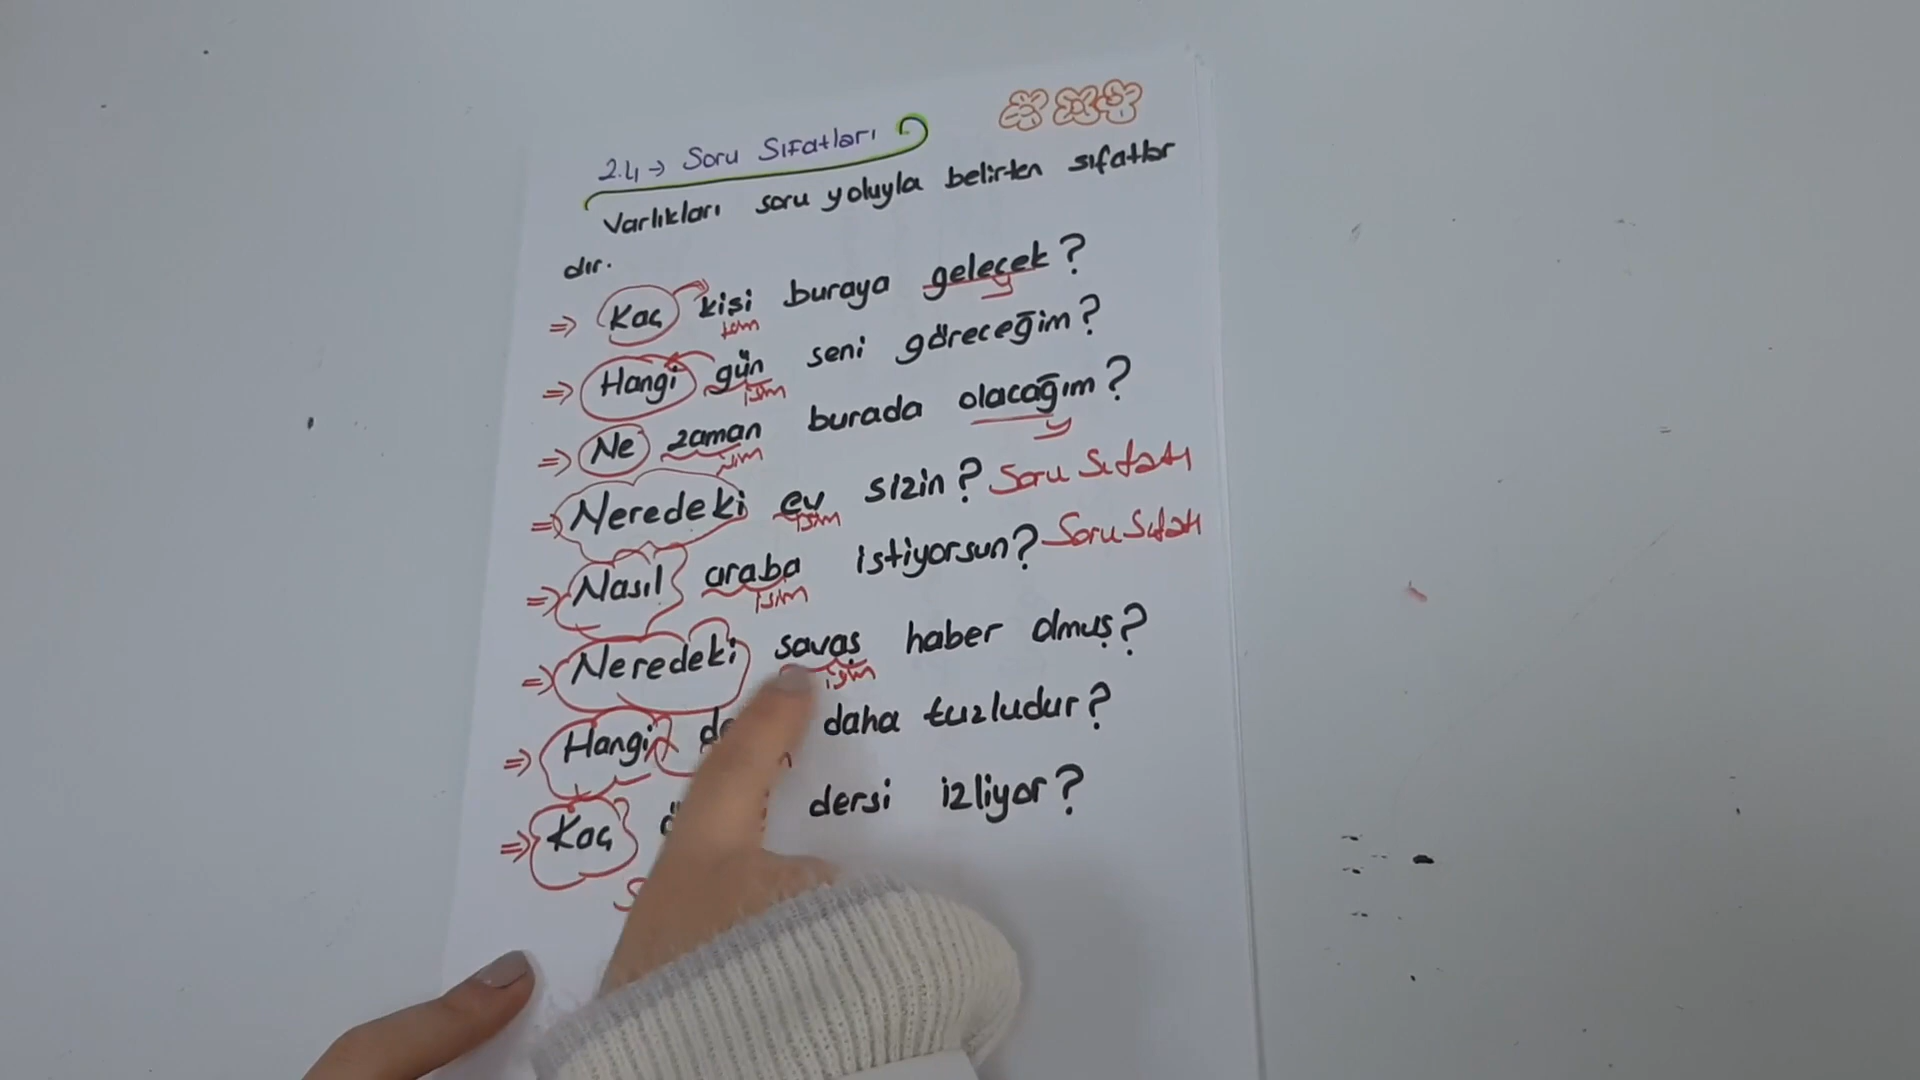 2.4 → Soru Sıfatları
Varlıkları soru yoluyla belirten sıfatlar
dır.
⇒ Kaç kişi buraya gelecek?
isim y
⇒ Hangi gün seni göreceğim?
isim
⇒ Ne zaman burada olacağım?
isim y
⇒ Neredeki ev sizin? Soru Sıfatı
isim
⇒ Nasıl araba istiyorsun? Soru Sıfatı
isim
⇒ Neredeki savaş haber olmuş?
isim
⇒ Hangi daha tuzludur?
⇒ Kaç dersi izliyor?